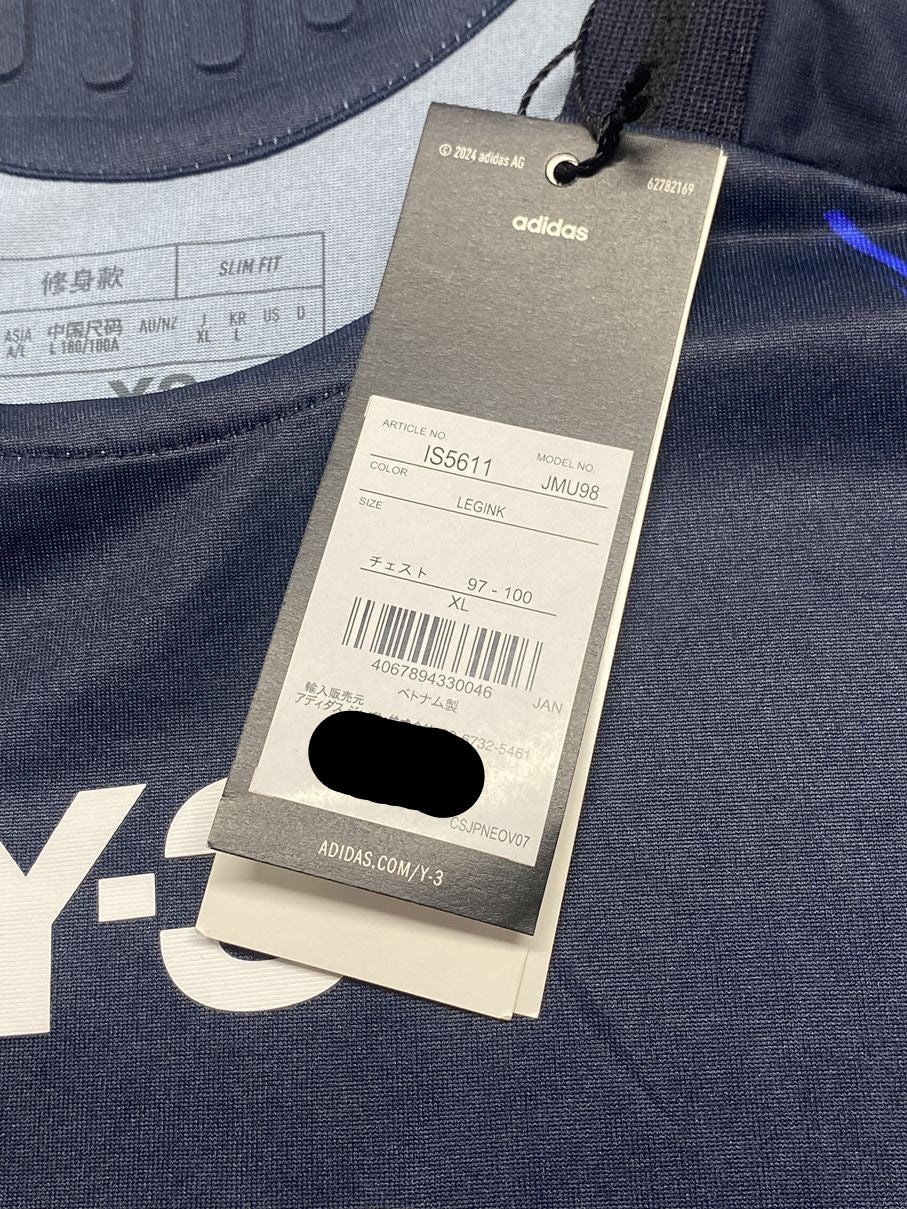 © 2024 adidas AG
62782169
adidas
修身款
SLIM FIT
ASIA 中国尺码 AU/NZ J KR US D
A/L L 180/100A XL L
ARTICLE NO.
IS5611
MODEL NO.
JMU98
COLOR
LEGINK
SIZE
チェスト 97 - 100
XL
4067894330046
JAN
輸入販売元 ベトナム製
アディダス 6732-5461
CSJPNEOV07
ADIDAS.COM/Y-3
Y-3